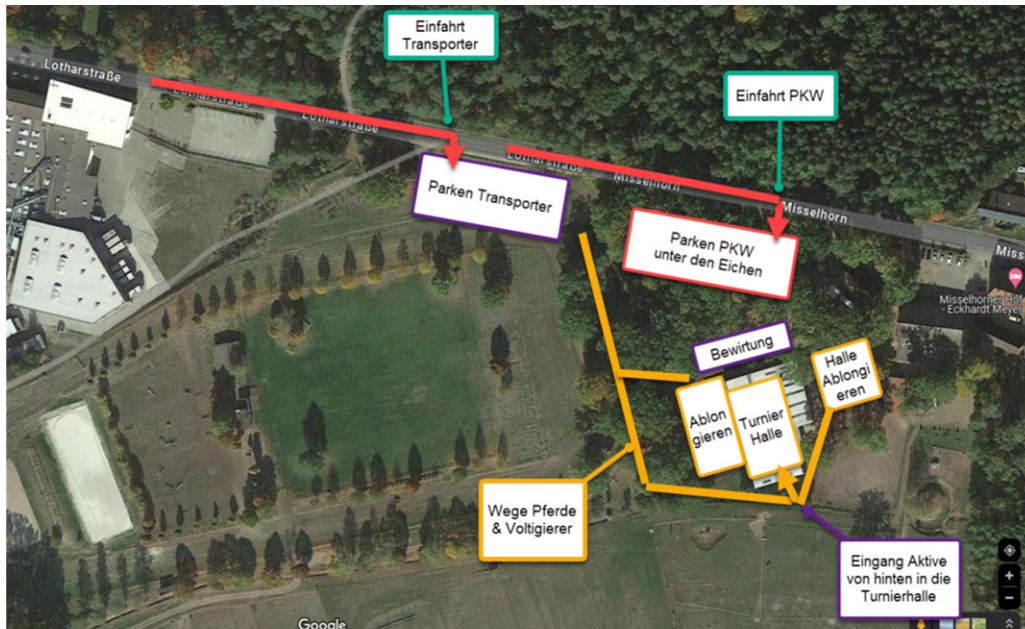 Einfahrt
Transporter
Lotharstraße
Lotharstraße
Lotharstraße
Einfahrt PKW
Lotharstraße
Misselhorn
Misselhorn
Parken Transporter
Parken PKW
unter den Eichen
Miss
Misselhorner Hof
- Eckhardt Meyer
Bewirtung
Halle
Ablongi
eren
Ablon
gieren
Turnier
Halle
Wege Pferde
& Voltigierer
Eingang Aktive
von hinten in die
Turnierhalle
Google